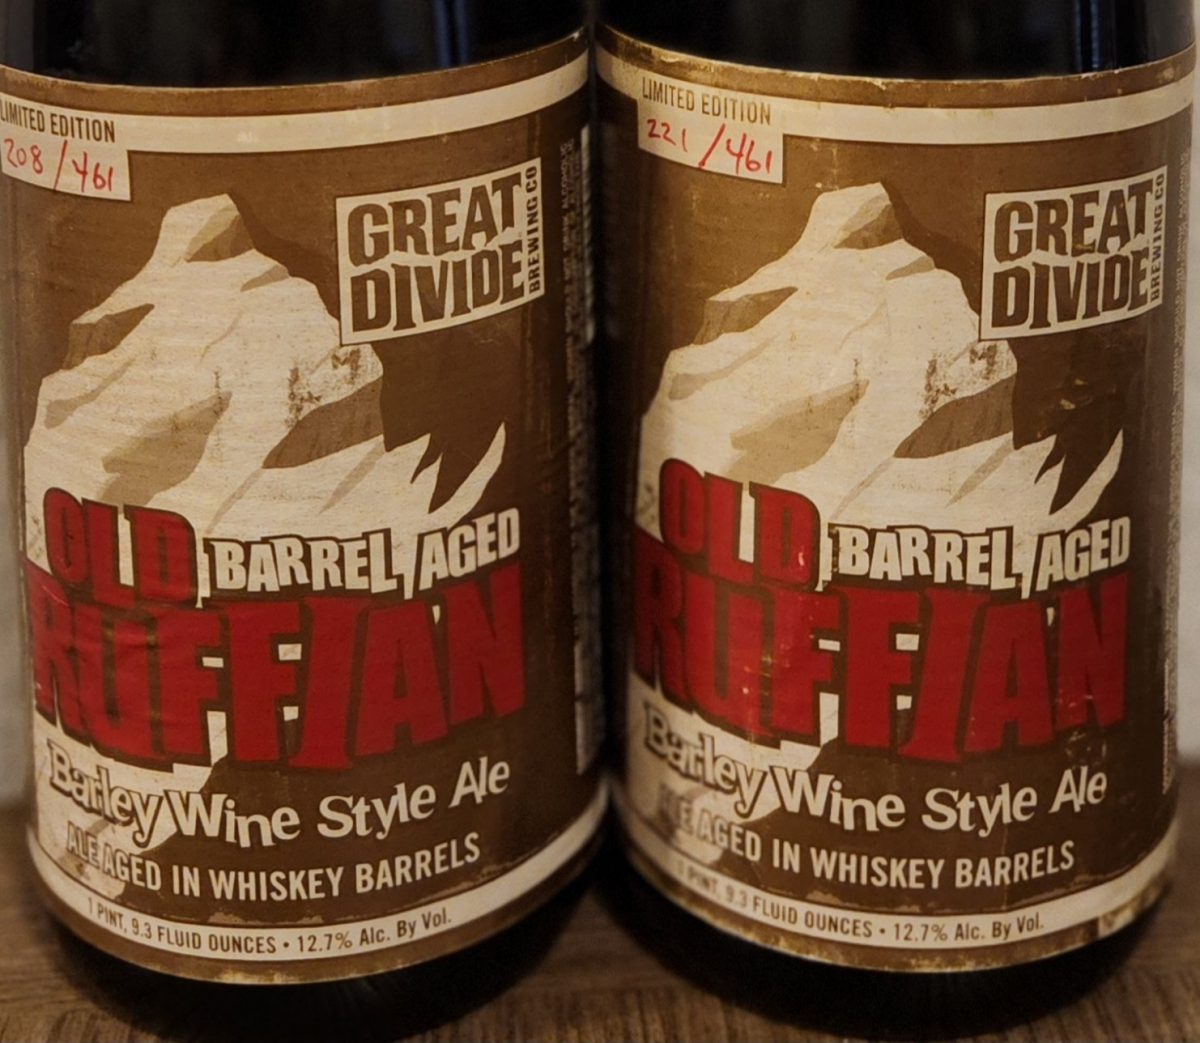 LIMITED EDITION
208/461
GREAT
DIVIDE
BREWING CO
OLD
BARREL AGED
RUFFIAN
Barley Wine Style Ale
ALE AGED IN WHISKEY BARRELS
1 PINT, 9.3 FLUID OUNCES • 12.7% Alc. By Vol.
LIMITED EDITION
221/461
GREAT
DIVIDE
BREWING CO
OLD
BARREL AGED
RUFFIAN
Barley Wine Style Ale
ALE AGED IN WHISKEY BARRELS
1 PINT, 9.3 FLUID OUNCES • 12.7% Alc. By Vol.